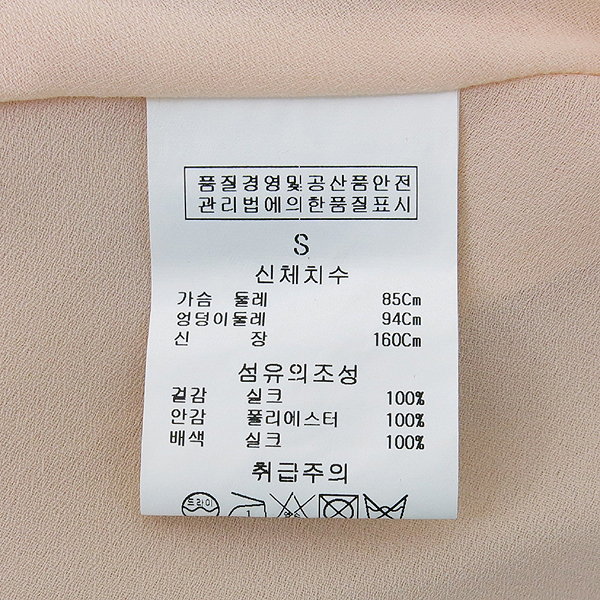 품질경영및공산품안전
관리법에의한품질표시
S
신체치수
가슴 둘레 85Cm
엉덩이둘레 94Cm
신 장 160Cm
섬유의조성
겉감 실크 100%
안감 폴리에스터 100%
배색 실크 100%
취급주의
드라이